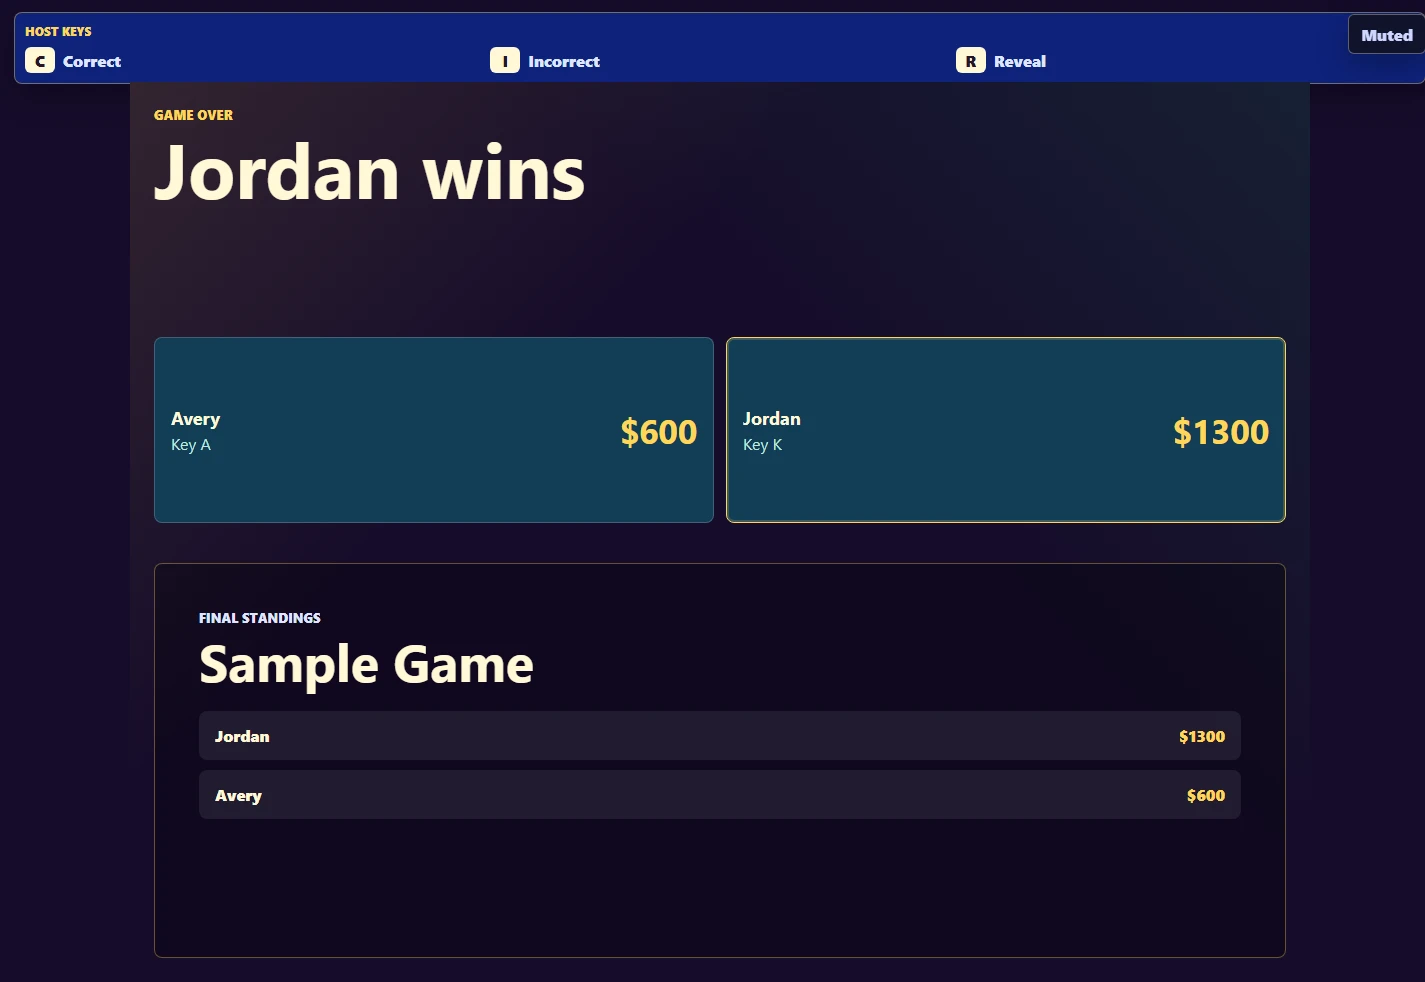 HOST KEYS
Muted
C Correct
I Incorrect
R Reveal
GAME OVER
Jordan wins
Avery
Key A
$600
Jordan
Key K
$1300
FINAL STANDINGS
Sample Game
Jordan $1300
Avery $600